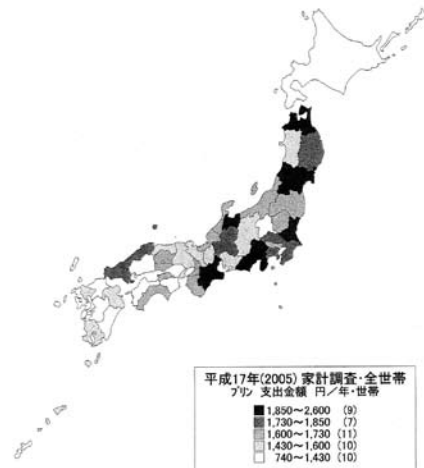 平成17年(2005) 家計調査・全世帯
プリン 支出金額 円/年・世帯
1,850～2,600 (9)
1,730～1,850 (7)
1,600～1,730 (11)
1,430～1,600 (10)
740～1,430 (10)